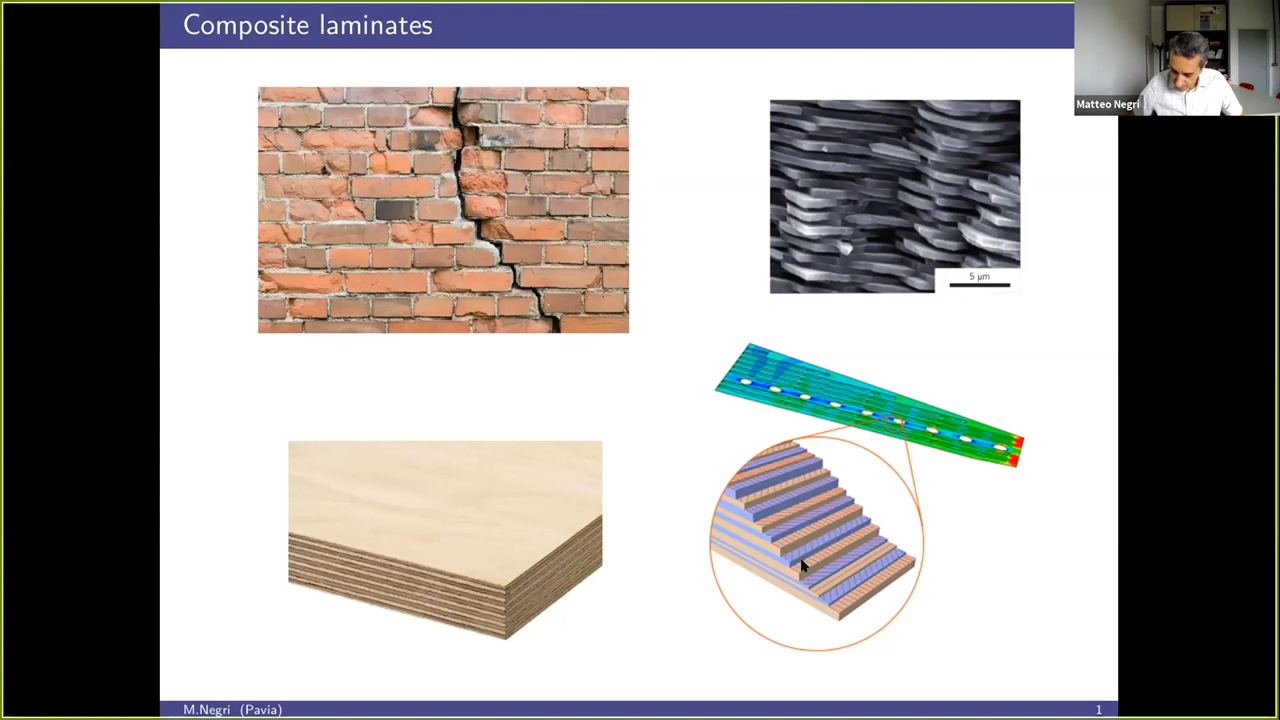 Composite laminates
Matteo Negri
5 μm
M.Negri (Pavia)
1